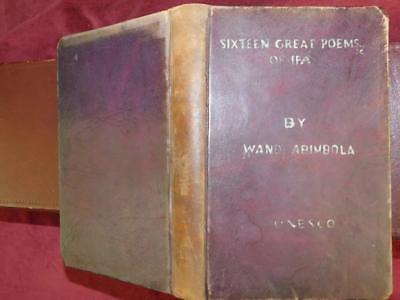 SIXTEEN GREAT POEMS
OF IFA
BY
WANDE ABIMBOLA
UNESCO